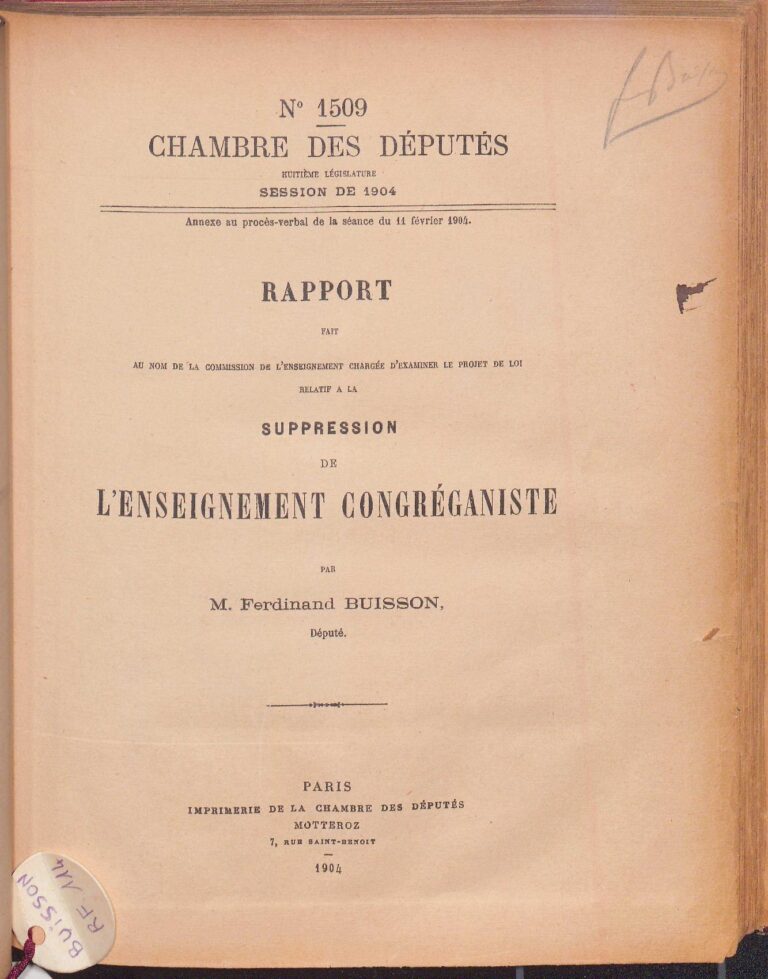 N° 1509
CHAMBRE DES DÉPUTÉS
HUITIÈME LÉGISLATURE
SESSION DE 1904
Annexe au procès-verbal de la séance du 11 février 1904.
RAPPORT
FAIT
AU NOM DE LA COMMISSION DE L'ENSEIGNEMENT CHARGÉE D'EXAMINER LE PROJET DE LOI
RELATIF A LA
SUPPRESSION
DE
L'ENSEIGNEMENT CONGRÉGANISTE
PAR
M. Ferdinand BUISSON,
Député.
PARIS
IMPRIMERIE DE LA CHAMBRE DES DÉPUTÉS
MOTTEROZ
7, RUE SAINT-BENOIT
1904
BUISSON
RF 114